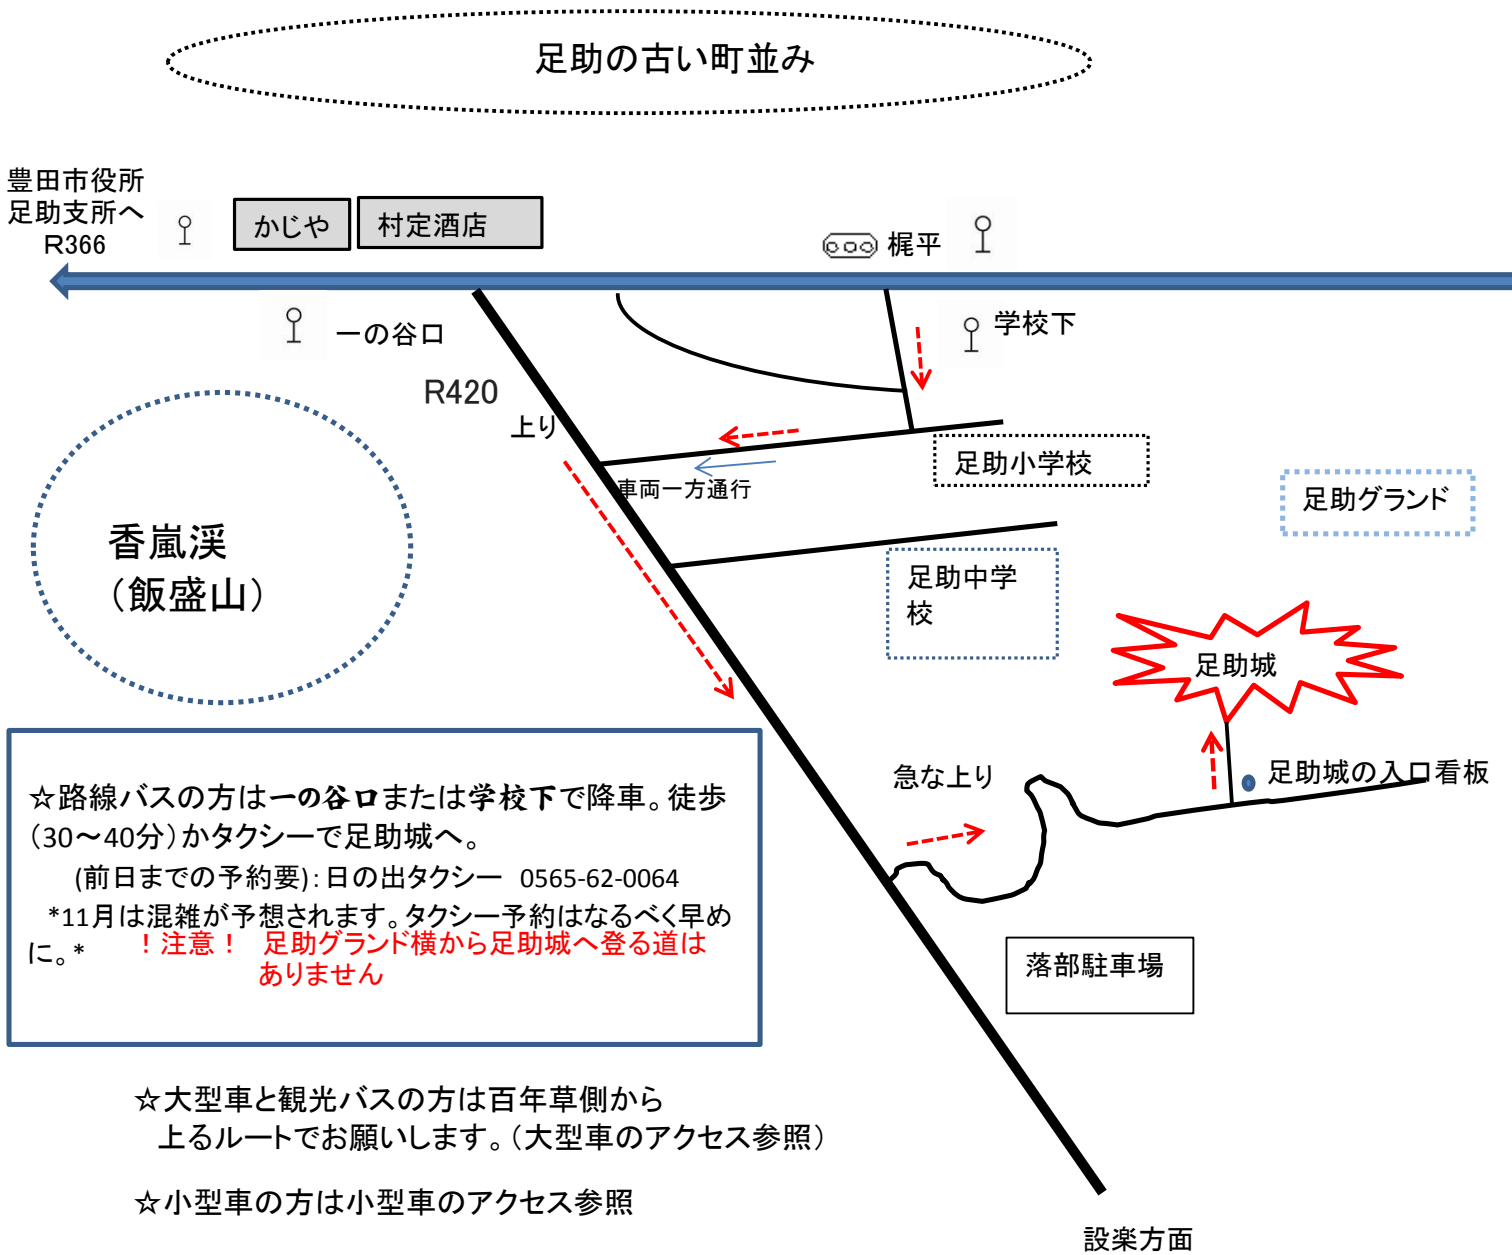 足助の古い町並み
豊田市役所
足助支所へ
R366
かじや
村定酒店
梶平
一の谷口
学校下
R420
上り
足助小学校
車両一方通行
足助グランド
香嵐渓
（飯盛山）
足助中学
校
足助城
急な上り
足助城の入口看板
☆路線バスの方は一の谷口または学校下で降車。徒歩
（30～40分）かタクシーで足助城へ。
(前日までの予約要)：日の出タクシー 0565-62-0064
*11月は混雑が予想されます。タクシー予約はなるべく早め
に。*
！注意！ 足助グランド横から足助城へ登る道は
ありません
落部駐車場
☆大型車と観光バスの方は百年草側から
上るルートでお願いします。（大型車のアクセス参照）
☆小型車の方は小型車のアクセス参照
設楽方面